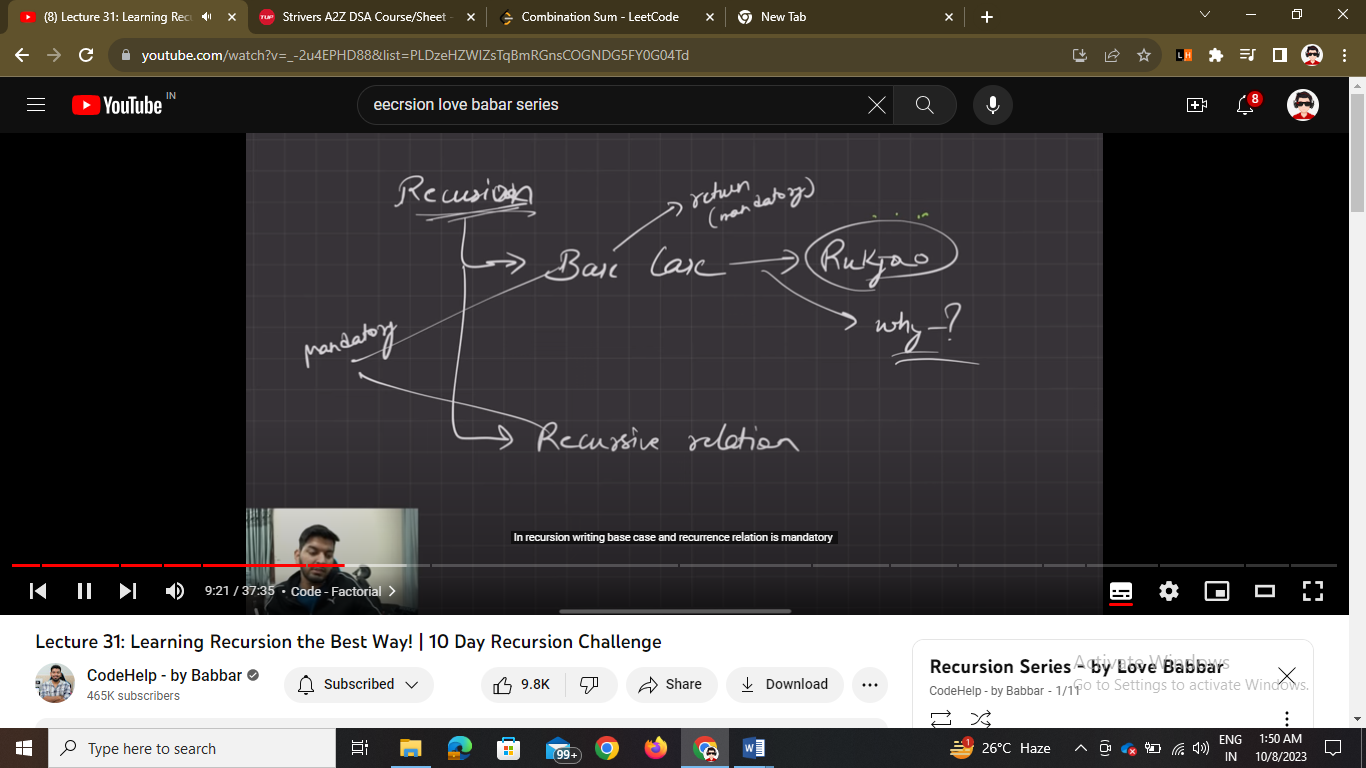 (8) Lecture 31: Learning Rec
Strivers A2Z DSA Course/Sheet -
Combination Sum - LeetCode
New Tab
youtube.com/watch?v=_-2u4EPHD88&list=PLDzeHZWIZsTqBmRGnsCOGNDG5FY0G04Td
YouTube IN
eecrsion love babar series
8
Recursion
return
(mandatory)
Base Case
Rukjao
why - ?
mandatory
Recursive relation
In recursion writing base case and recurrence relation is mandatory
9:21 / 37:35 • Code - Factorial
Lecture 31: Learning Recursion the Best Way! | 10 Day Recursion Challenge
CodeHelp - by Babbar
465K subscribers
Subscribed
9.8K
Share
Download
Recursion Series - by Love Babbar
CodeHelp - by Babbar - 1/11
Activate Windows
Go to Settings to activate Windows.
Type here to search
99+
1
26°C Haze
ENG
IN
1:50 AM
10/8/2023